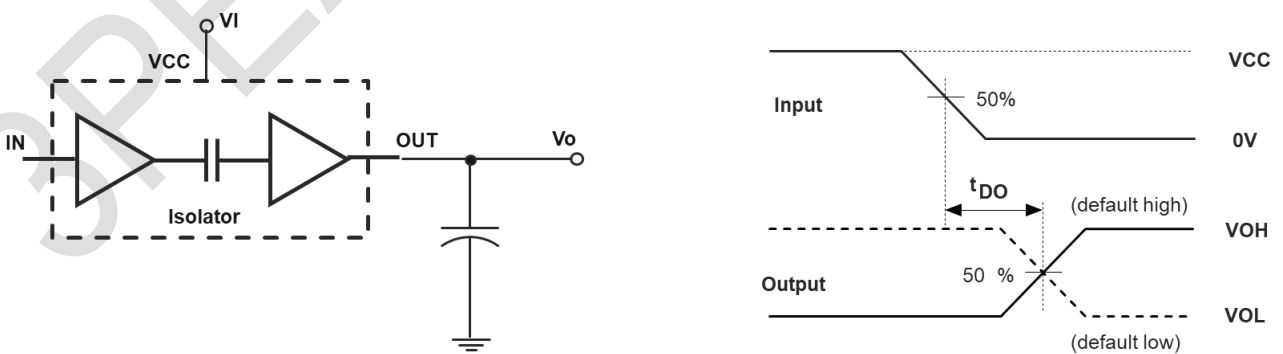 VI
VCC
IN
OUT
Vo
Isolator
VCC
Input
50%
0V
tDO
(default high)
VOH
50 %
Output
VOL
(default low)
3PE